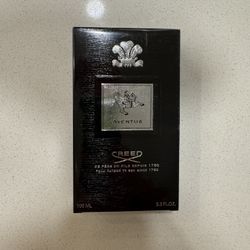 AVENTUS
CREED
DE PÈRE EN FILS DEPUIS 1760
FROM FATHER TO SON SINCE 1760
100 ML 3.3 FL.OZ.